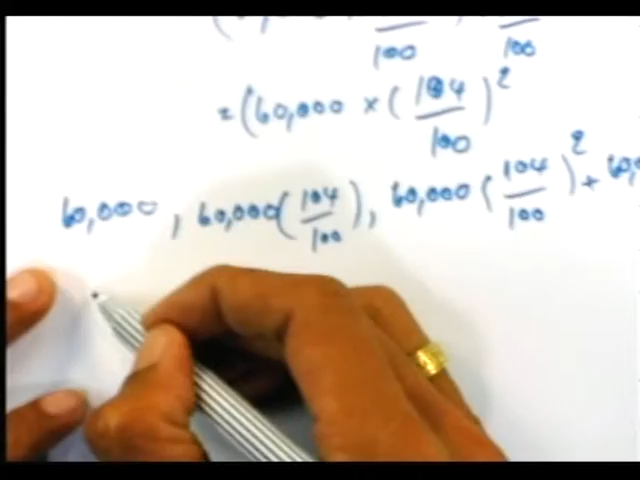 100 100
= (60,000 × (104/100)²
60,000 , 60,000(104/100), 60,000(104/100)² + 60,0